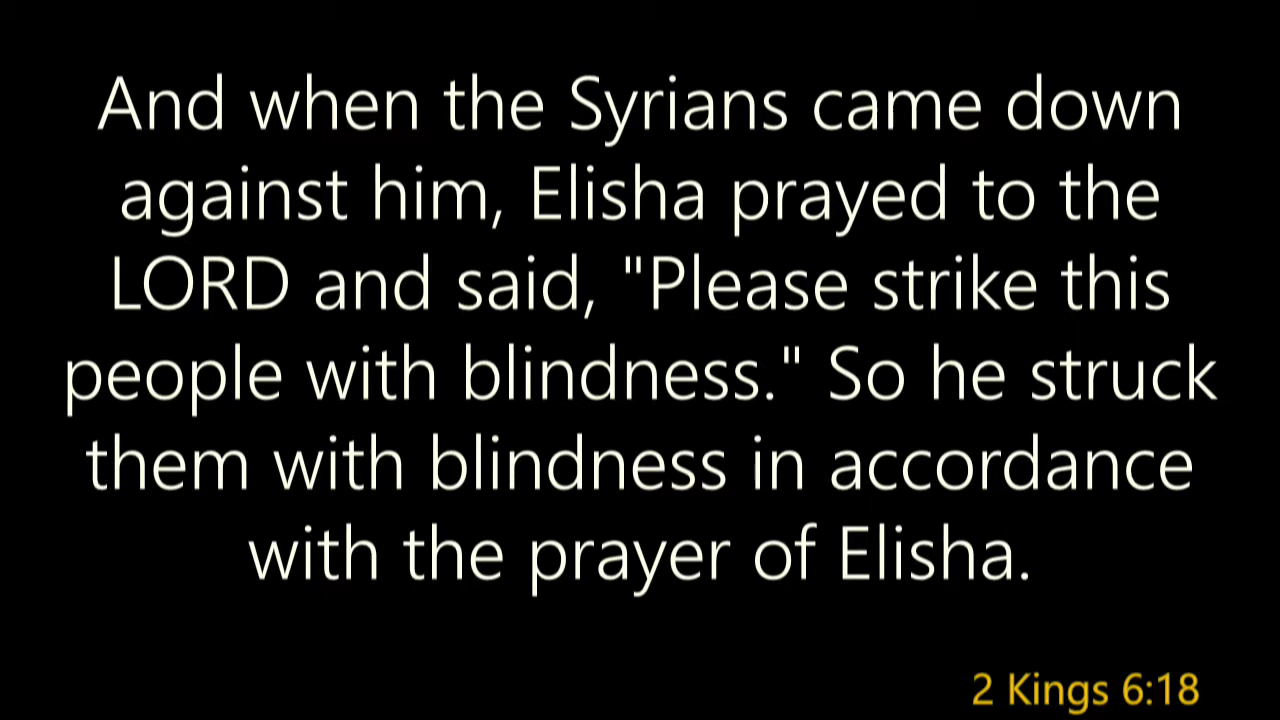 And when the Syrians came down
against him, Elisha prayed to the
LORD and said, "Please strike this
people with blindness." So he struck
them with blindness in accordance
with the prayer of Elisha.
2 Kings 6:18